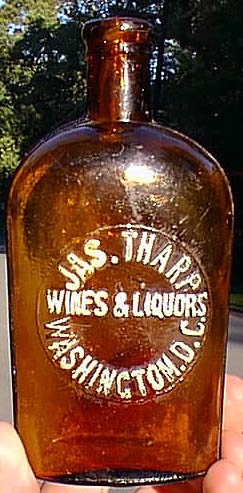 JAS. THARP
WINES & LIQUORS
WASHINGTON.D.C.